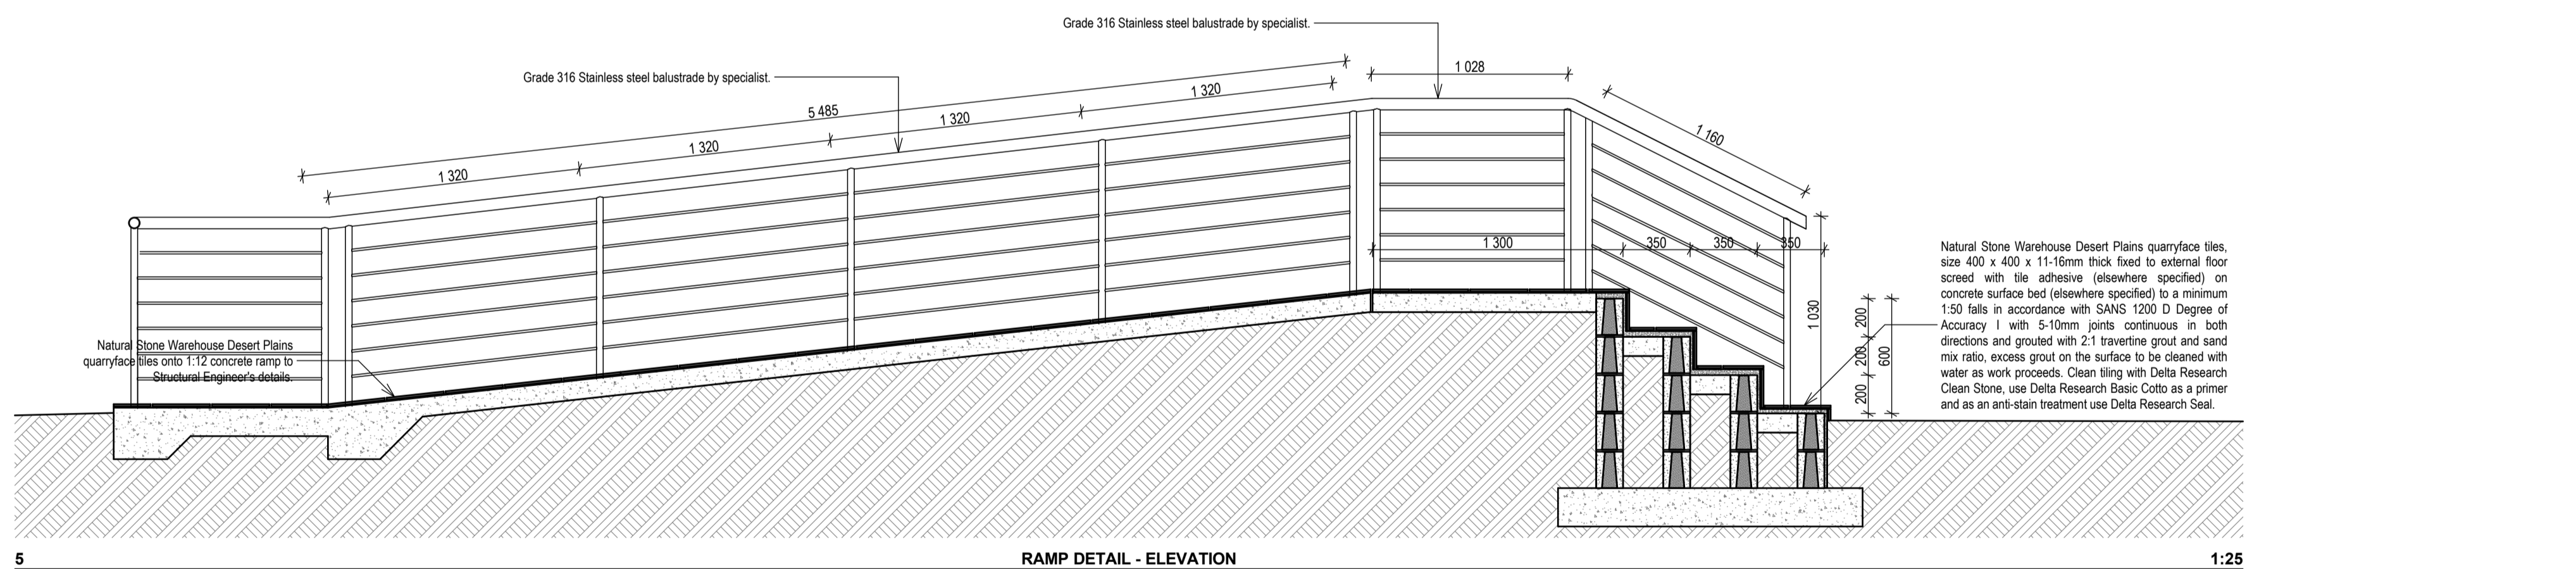 Grade 316 Stainless steel balustrade by specialist.
1 028
Grade 316 Stainless steel balustrade by specialist.
5 485
1 320
1 320
1 320
1 320
1 160
1 300
350
350
350
1 030
200
200
200
600
Natural Stone Warehouse Desert Plains quarryface tiles,
size 400 x 400 x 11-16mm thick fixed to external floor
screed with tile adhesive (elsewhere specified) on
concrete surface bed (elsewhere specified) to a minimum
1:50 falls in accordance with SANS 1200 D Degree of
Accuracy I with 5-10mm joints continuous in both
directions and grouted with 2:1 travertine grout and sand
mix ratio, excess grout on the surface to be cleaned with
water as work proceeds. Clean tiling with Delta Research
Clean Stone, use Delta Research Basic Cotto as a primer
and as an anti-stain treatment use Delta Research Seal.
Natural Stone Warehouse Desert Plains
quarryface tiles onto 1:12 concrete ramp to
Structural Engineer's details.
5
RAMP DETAIL - ELEVATION
1:25